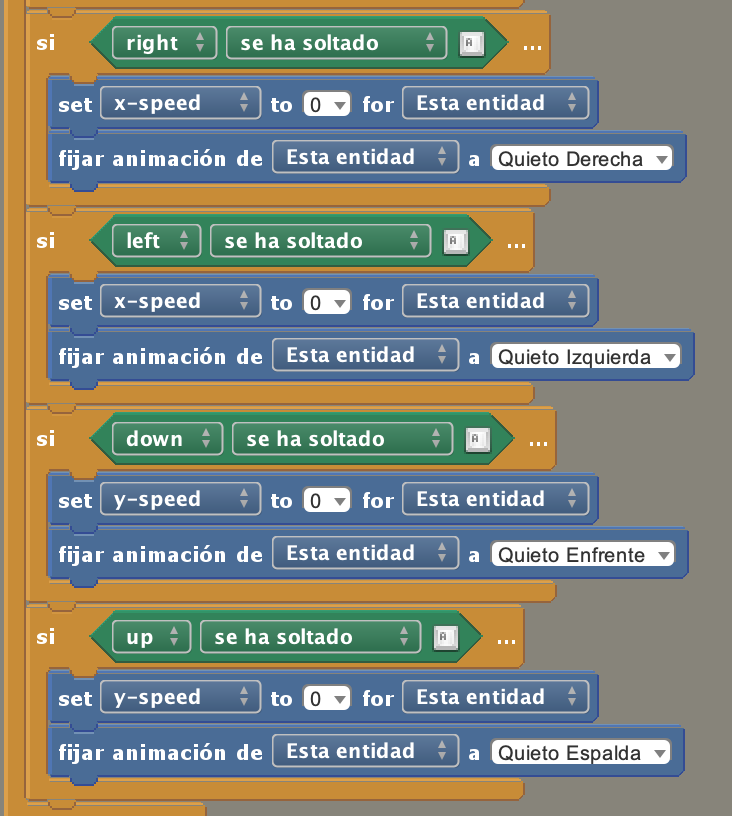 si right se ha soltado A ...
set x-speed to 0 for Esta entidad
fijar animación de Esta entidad a Quieto Derecha
si left se ha soltado A ...
set x-speed to 0 for Esta entidad
fijar animación de Esta entidad a Quieto Izquierda
si down se ha soltado A ...
set y-speed to 0 for Esta entidad
fijar animación de Esta entidad a Quieto Enfrente
si up se ha soltado A ...
set y-speed to 0 for Esta entidad
fijar animación de Esta entidad a Quieto Espalda